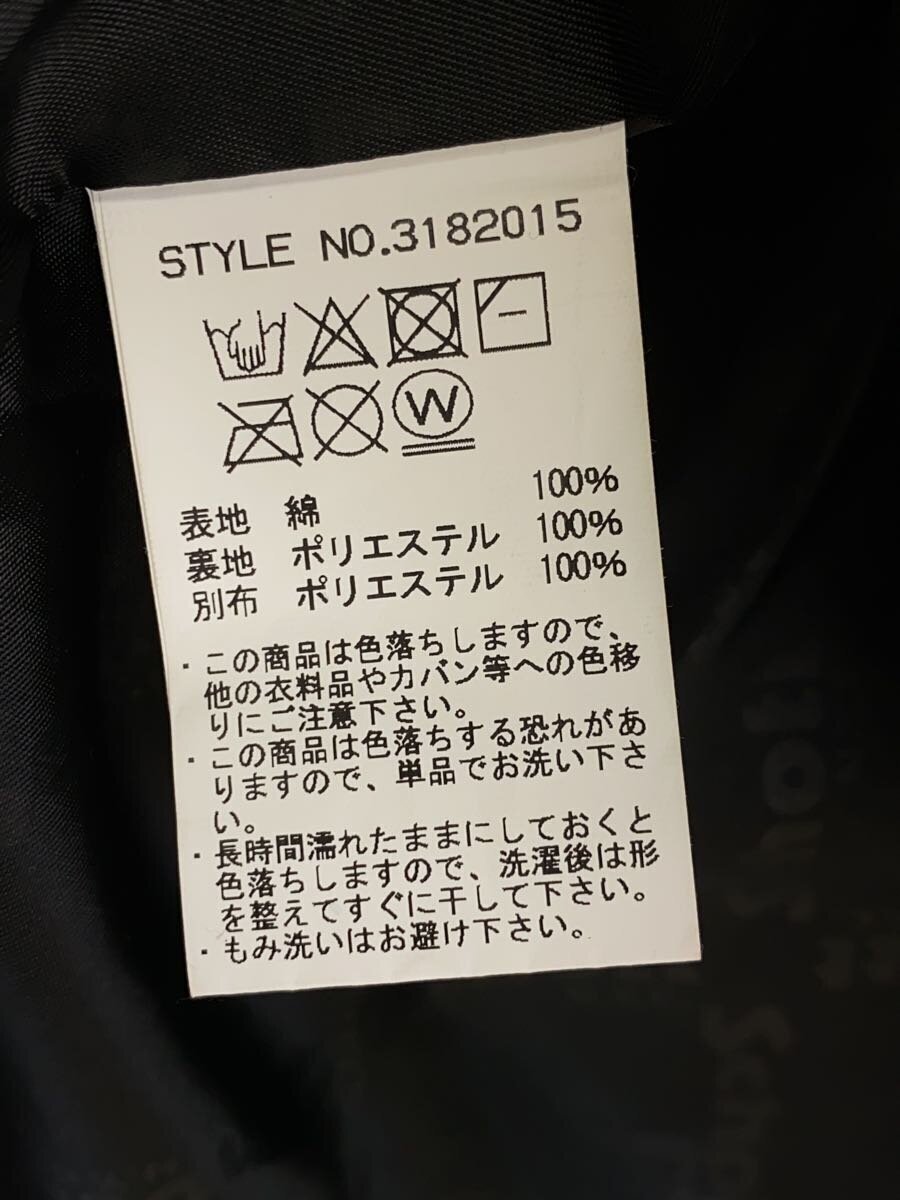 STYLE NO.3182015
W
表地 綿 100%
裏地 ポリエステル 100%
別布 ポリエステル 100%
・この商品は色落ちしますので、
他の衣料品やカバン等への色移
りにご注意下さい。
・この商品は色落ちする恐れがあ
りますので、単品でお洗い下さ
い。
・長時間濡れたままにしておくと
色落ちしますので、洗濯後は形
を整えてすぐに干して下さい。
・もみ洗いはお避け下さい。